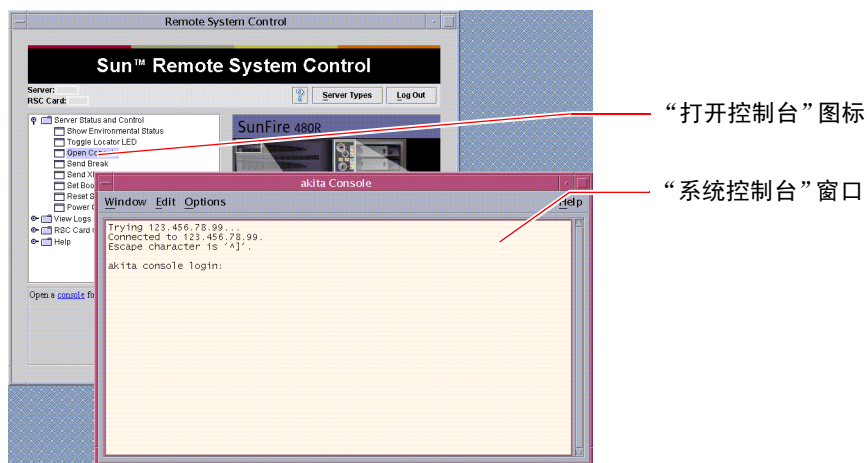 Remote System Control
Sun™ Remote System Control
Server:
RSC Card:
Server Types
Log Out
Server Status and Control
Show Environmental Status
Toggle Locator LED
Open
Send Break
Send
Set
Reset
Power
View Logs
RSC Card
Help
SunFire 480R
Open a console
akita Console
Window Edit Options Help
Trying 123.456.78.99...
Connected to 123.456.78.99.
Escape character is '^]'.
akita console login:
“打开控制台”图标
“系统控制台”窗口